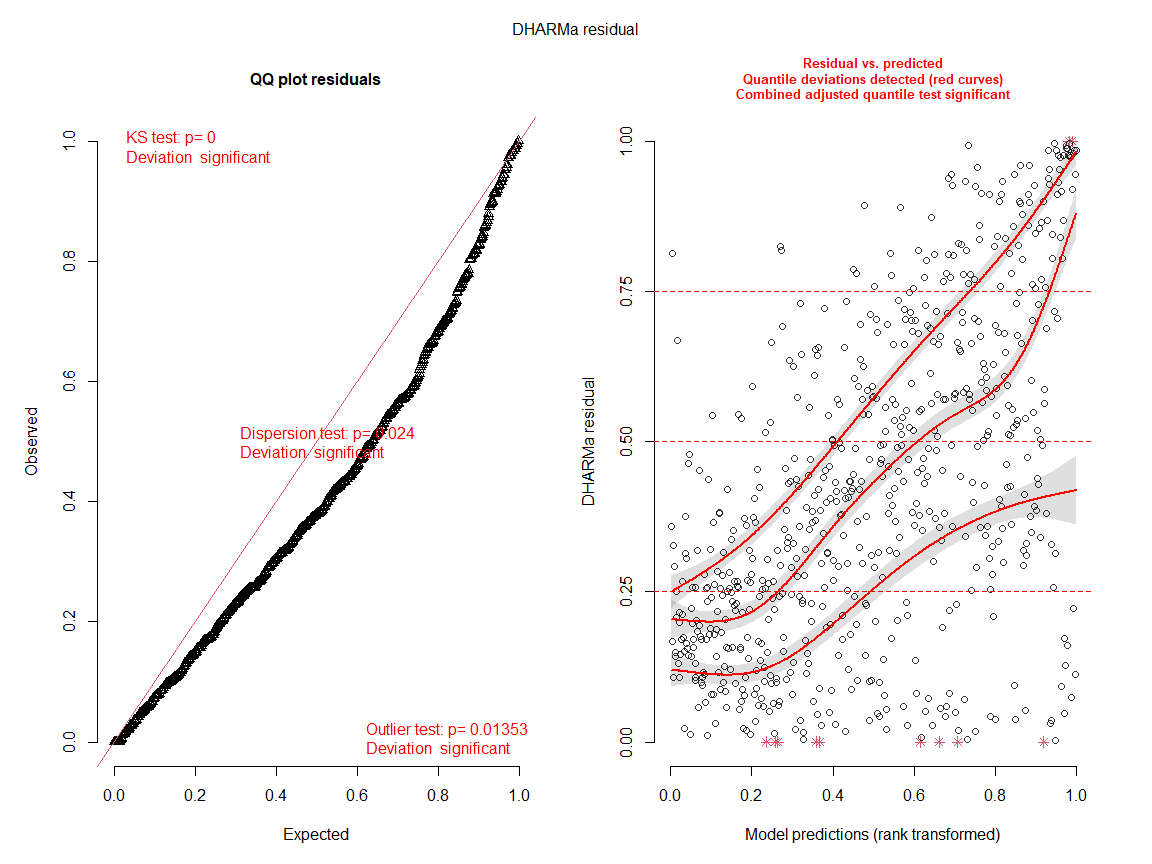 DHARMa residual
QQ plot residuals
KS test: p= 0
Deviation significant
Dispersion test: p= 0.024
Deviation significant
Outlier test: p= 0.01353
Deviation significant
Observed
0.0
0.2
0.4
0.6
0.8
1.0
0.0 0.2 0.4 0.6 0.8 1.0
Expected
Residual vs. predicted
Quantile deviations detected (red curves)
Combined adjusted quantile test significant
DHARMa residual
0.00
0.25
0.50
0.75
1.00
0.0 0.2 0.4 0.6 0.8 1.0
Model predictions (rank transformed)